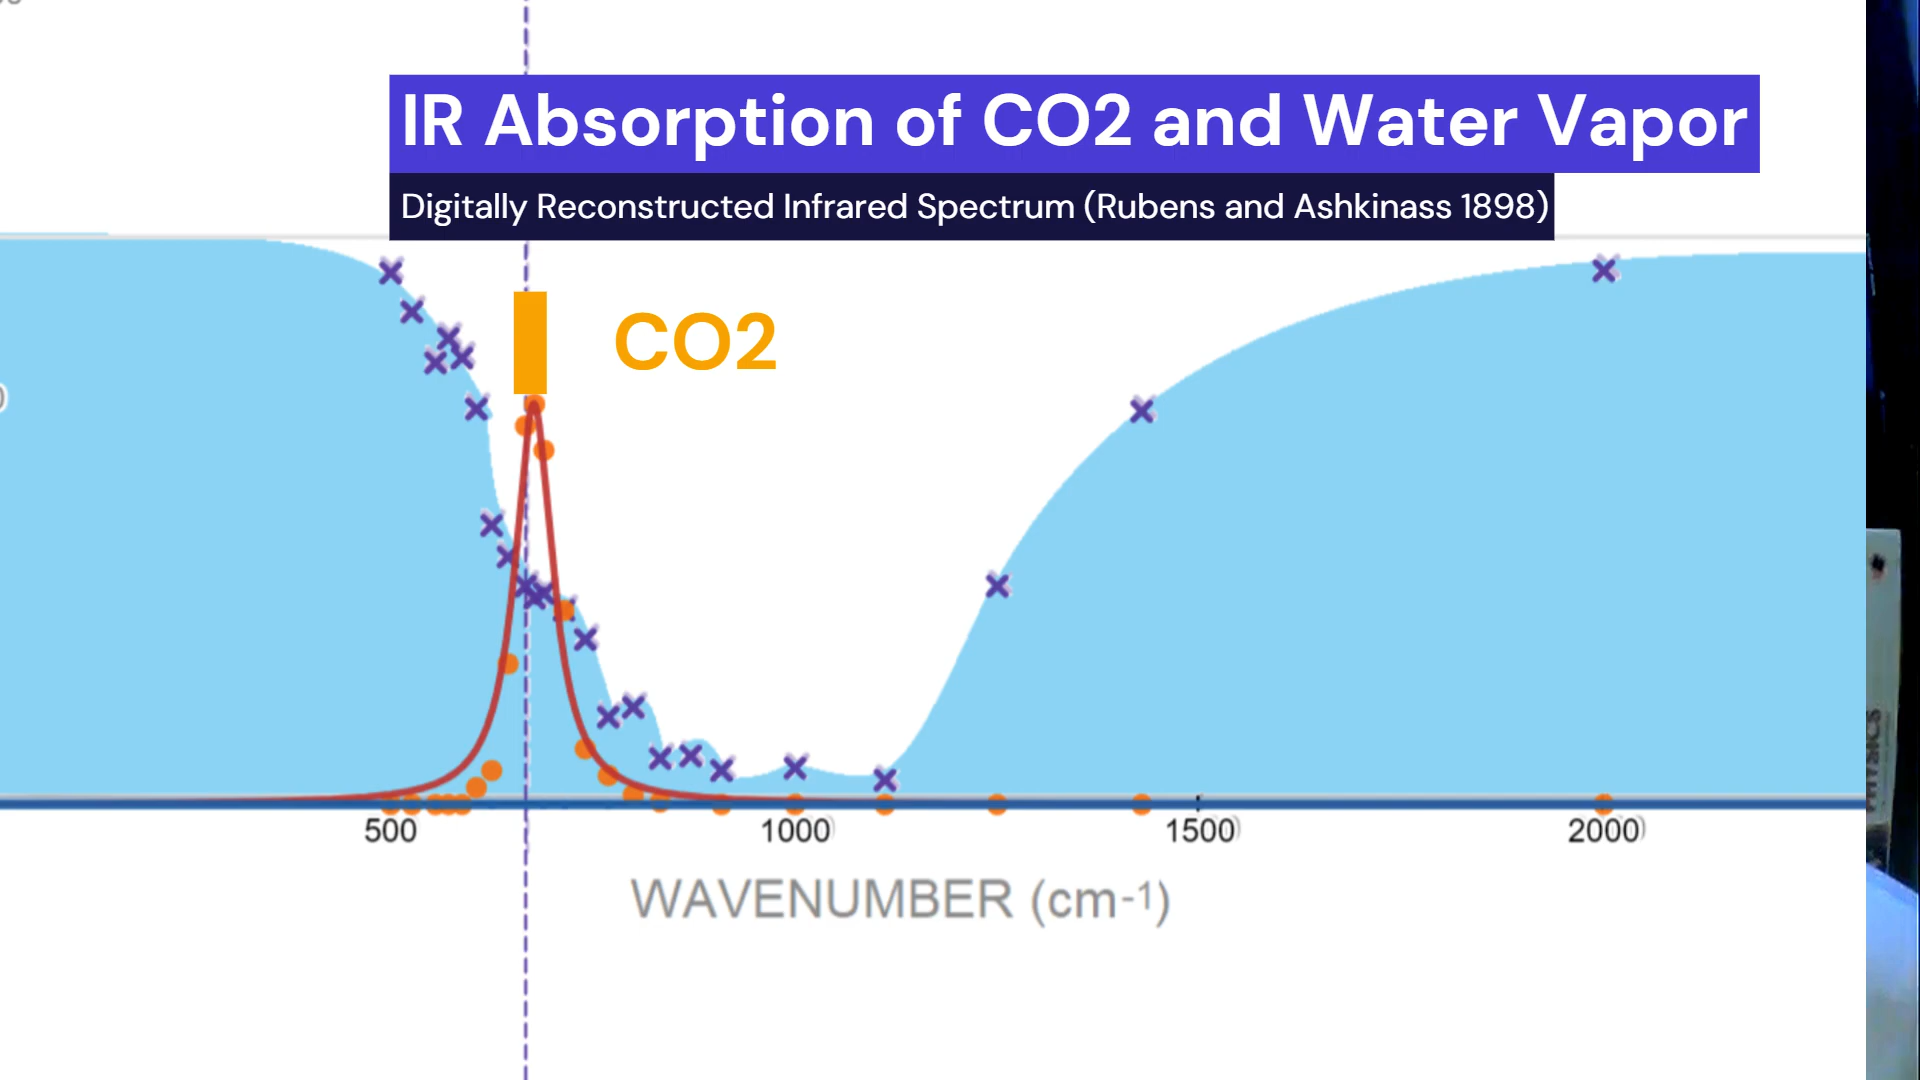 IR Absorption of CO2 and Water Vapor
Digitally Reconstructed Infrared Spectrum (Rubens and Ashkinass 1898)
CO2
500 1000 1500 2000
WAVENUMBER (cm-1)